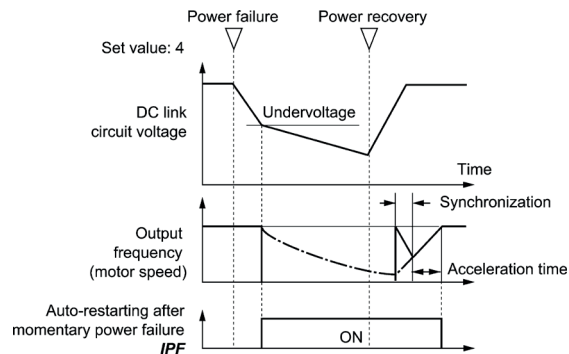 Power failure
Power recovery
Set value: 4
DC link
circuit voltage
Undervoltage
Time
Synchronization
Output
frequency
(motor speed)
Acceleration time
Auto-restarting after
momentary power failure
IPF
ON